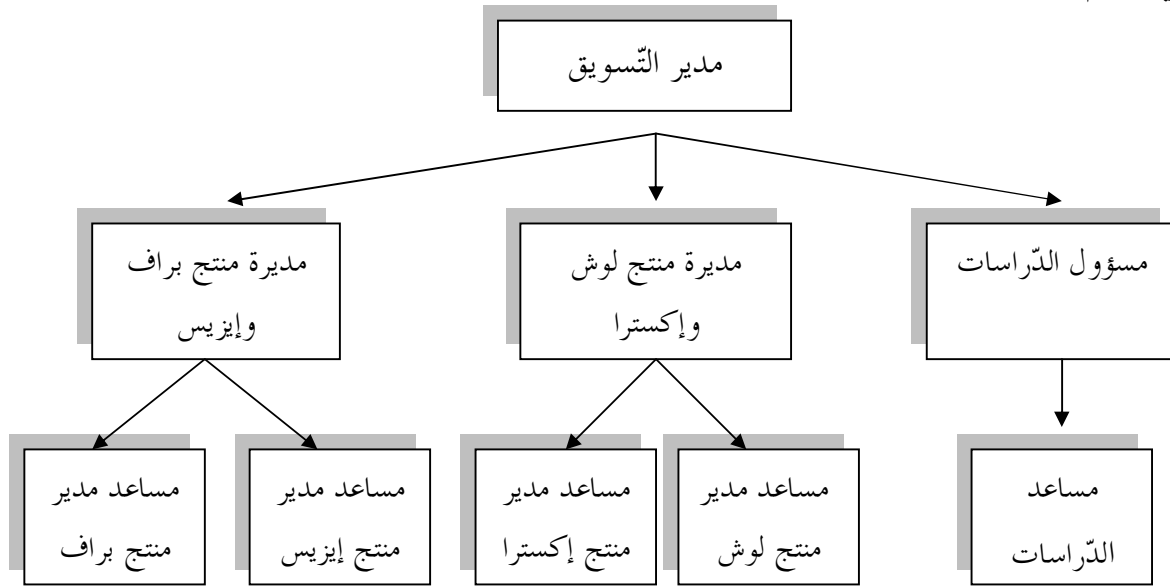 مدير التّسويق
مسؤول الدّراسات
مديرة منتج لوش
وإكسترا
مديرة منتج براف
وإيزيس
مساعد
الدّراسات
مساعد مدير
منتج لوش
مساعد مدير
منتج إكسترا
مساعد مدير
منتج إيزيس
مساعد مدير
منتج براف